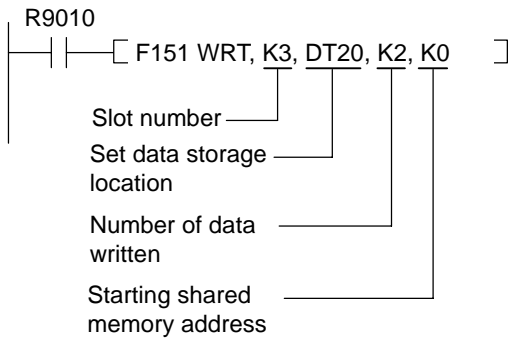 R9010
F151 WRT, K3, DT20, K2, K0
Slot number
Set data storage
location
Number of data
written
Starting shared
memory address